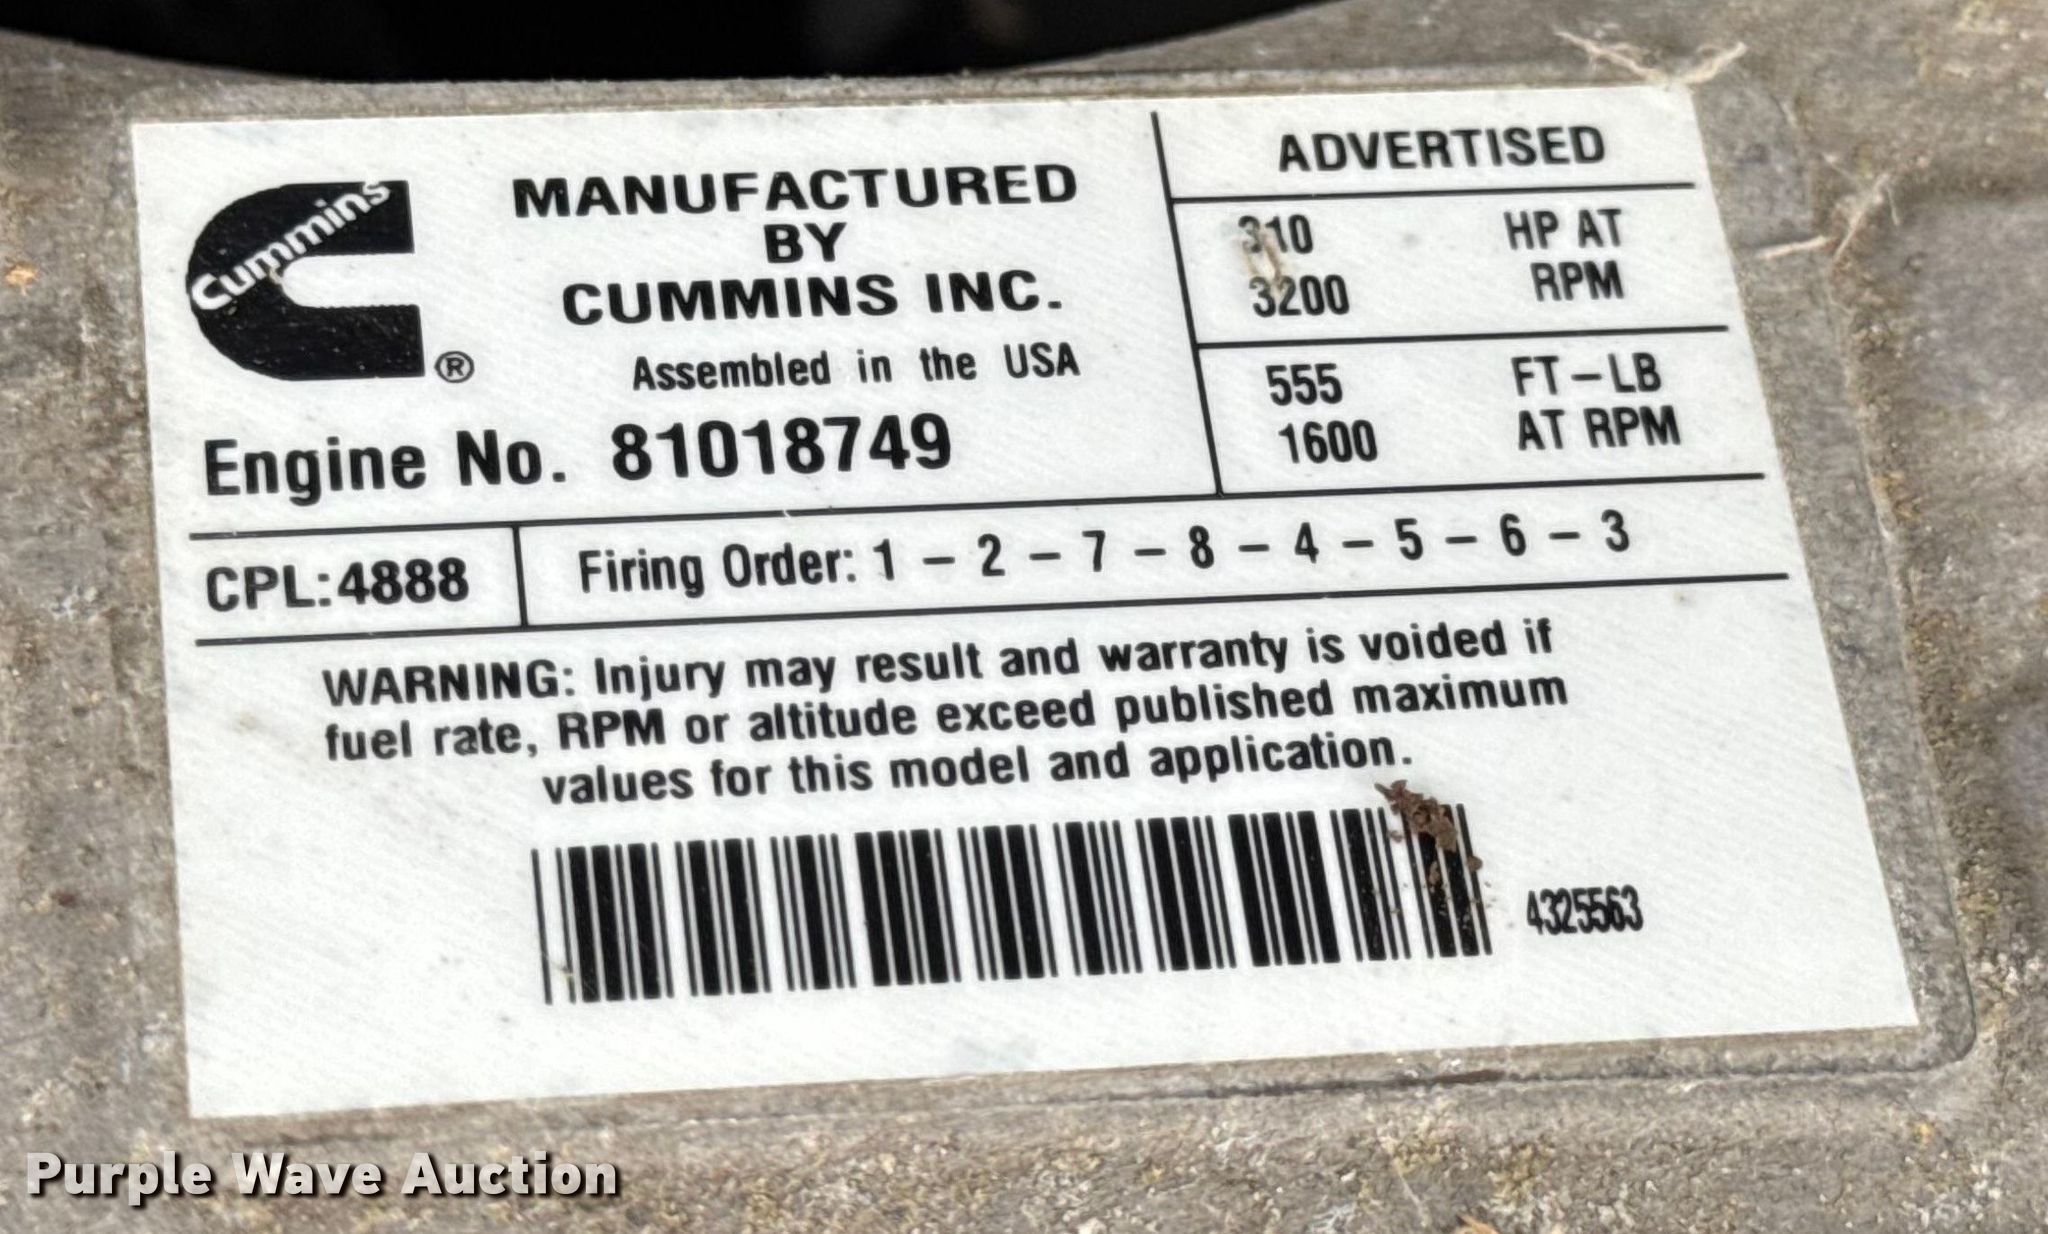 Cummins
®
MANUFACTURED
BY
CUMMINS INC.
Assembled in the USA
Engine No. 81018749
ADVERTISED
310 HP AT
3200 RPM
555 FT-LB
1600 AT RPM
CPL:4888
Firing Order: 1 - 2 - 7 - 8 - 4 - 5 - 6 - 3
WARNING: Injury may result and warranty is voided if
fuel rate, RPM or altitude exceed published maximum
values for this model and application.
4325563
Purple Wave Auction